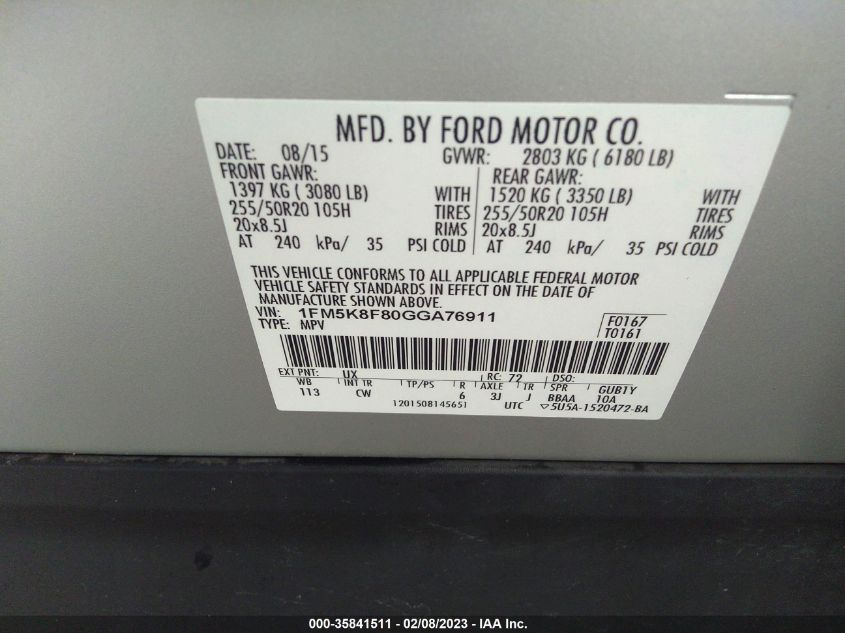 MFD. BY FORD MOTOR CO.
DATE: 08/15 GVWR: 2803 KG ( 6180 LB)
FRONT GAWR: REAR GAWR:
1397 KG ( 3080 LB) WITH 1520 KG ( 3350 LB) WITH
255/50R20 105H TIRES 255/50R20 105H TIRES
20x8.5J RIMS 20x8.5J RIMS
AT 240 kPa/ 35 PSI COLD AT 240 kPa/ 35 PSI COLD
THIS VEHICLE CONFORMS TO ALL APPLICABLE FEDERAL MOTOR
VEHICLE SAFETY STANDARDS IN EFFECT ON THE DATE OF
MANUFACTURE SHOWN ABOVE.
VIN: 1FM5K8F80GGA76911 F0167
TYPE: MPV T0161
EXT PNT: UX RC: 72 DSO:
WB INT TR TP/PS R AXLE TR SPR GUB1Y
113 CW 6 3J J BBAA 10A
1201508145651 UTC ▽5U5A-1520472-BA
000-35841511 — 02/08/2023 — IAA Inc.